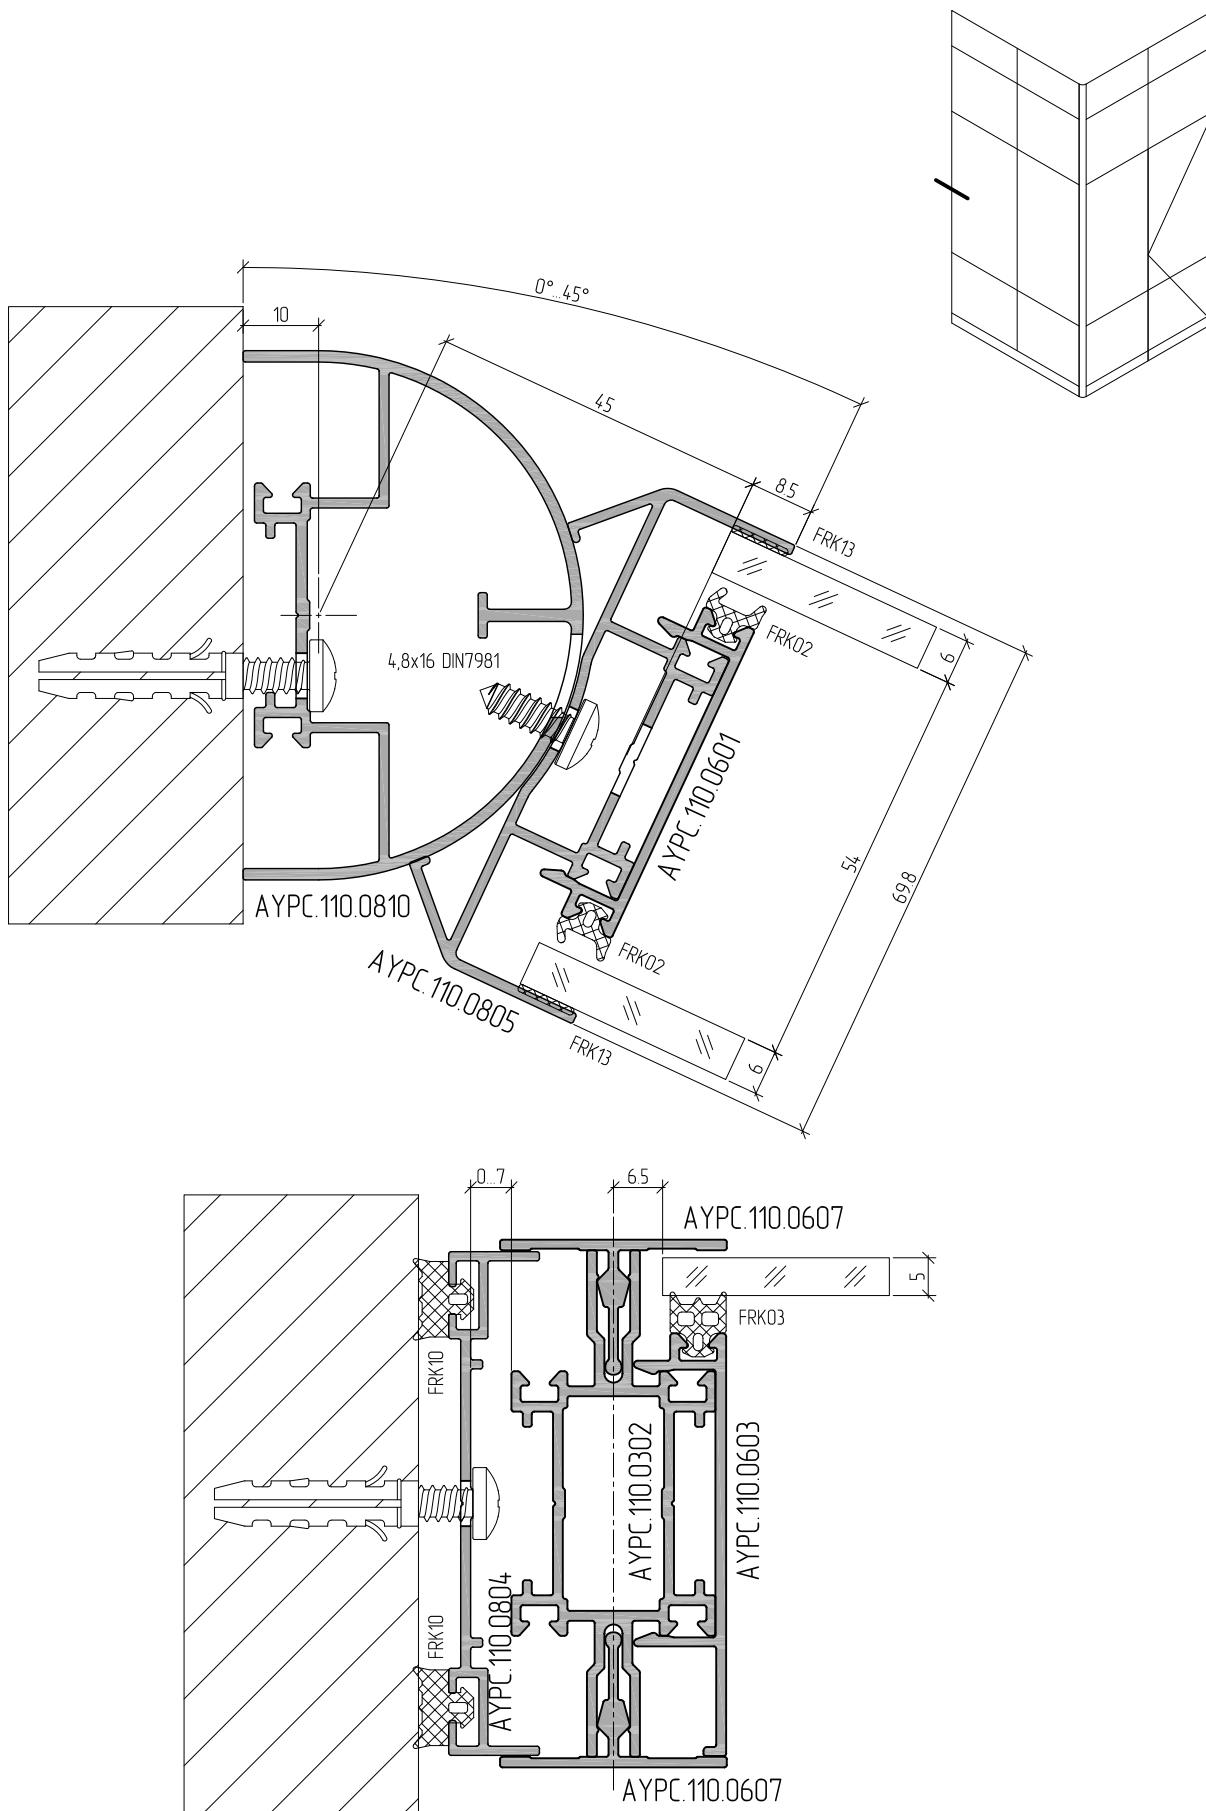 0°...45°
10
45
8.5
FRK13
FRK02
4,8x16 DIN7981
6
AYPC.110.0601
54
69.8
AYPC.110.0810
FRK02
AYPC.110.0805
FRK13
6
0...7
6.5
AYPC.110.0607
5
FRK03
FRK10
AYPC.110.0302
AYPC.110.0603
AYPC.110.0804
FRK10
AYPC.110.0607